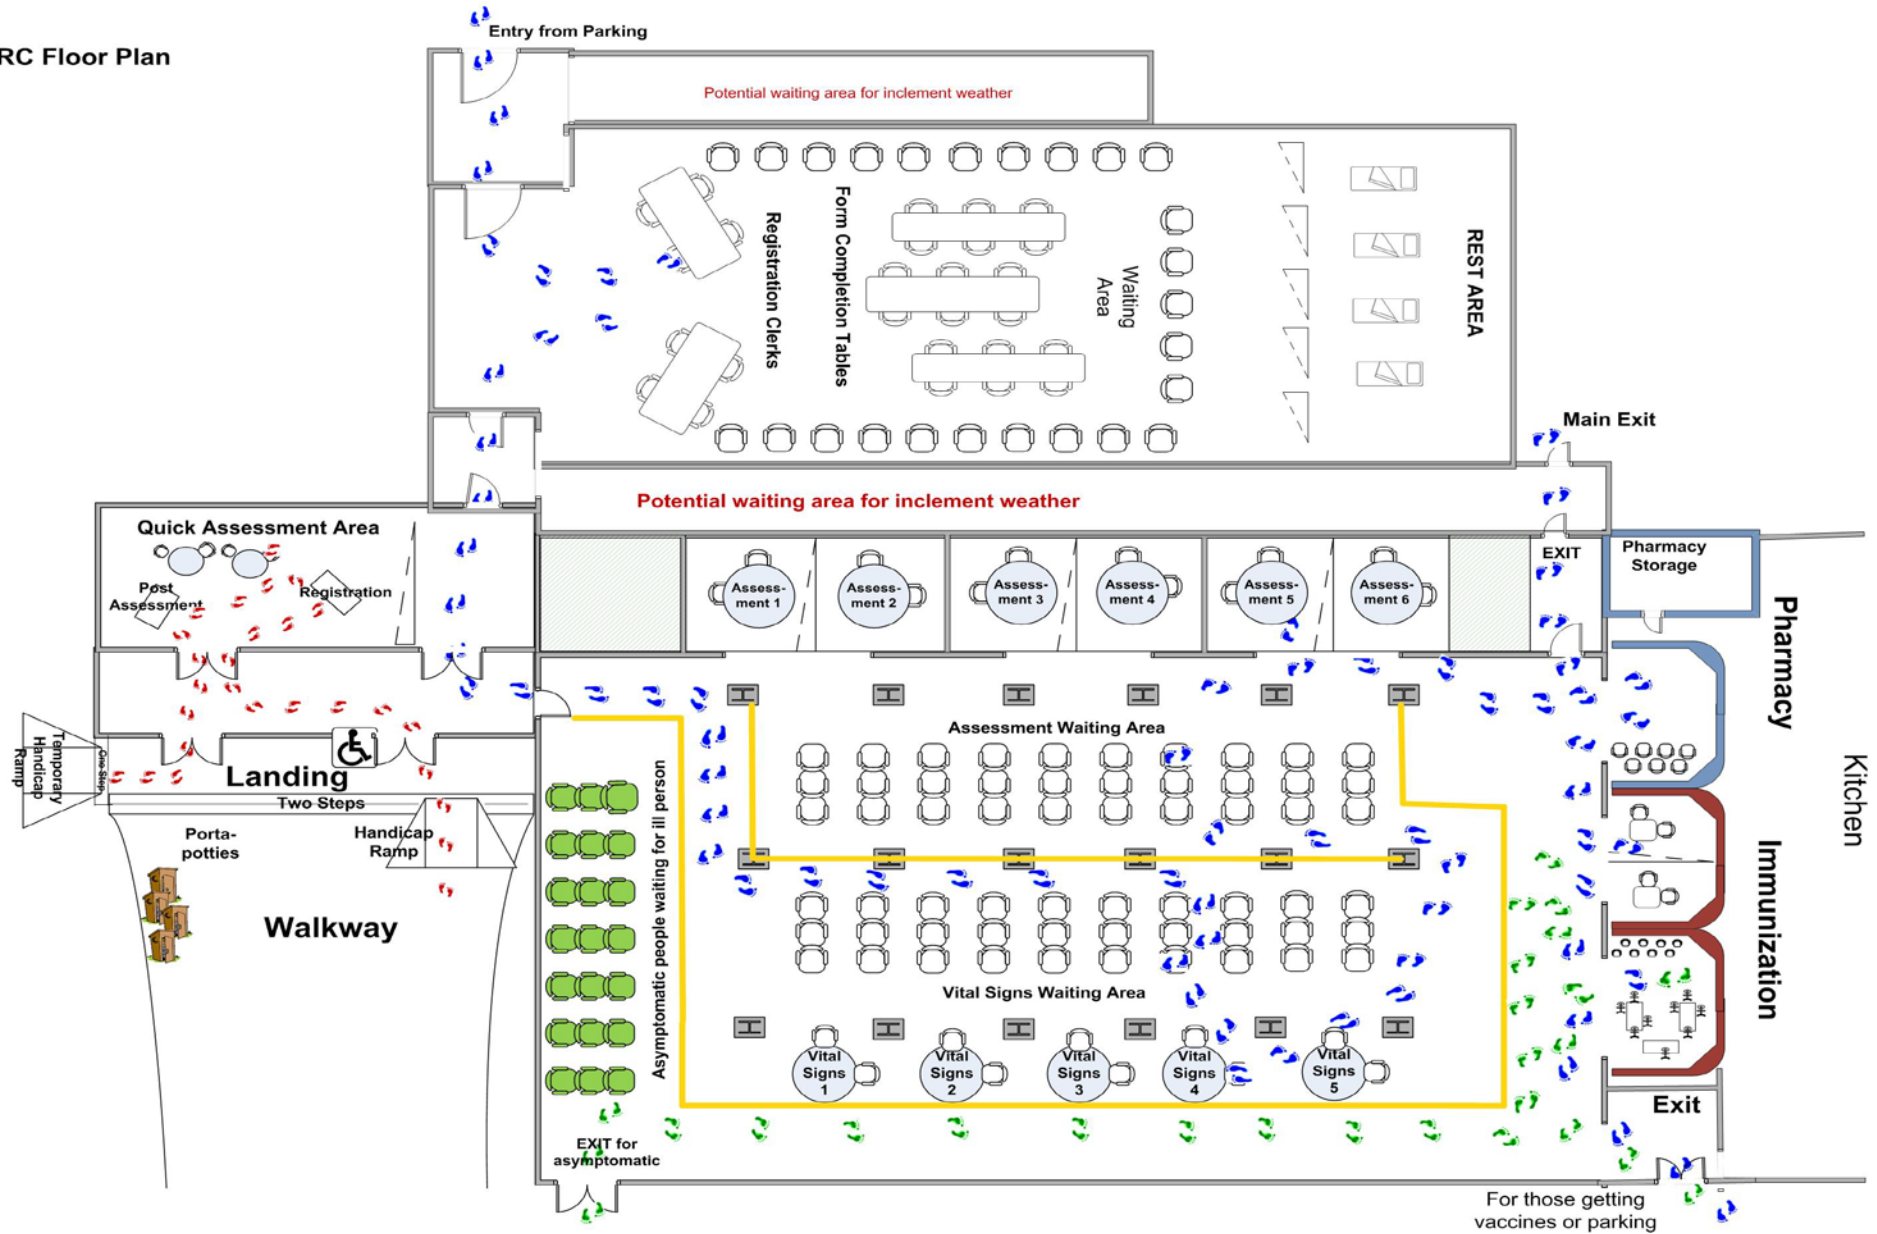 Entry from Parking
RC Floor Plan
Potential waiting area for inclement weather
Registration Clerks
Form Completion Tables
Waiting
Area
REST AREA
Main Exit
Potential waiting area for inclement weather
Quick Assessment Area
Post
Assessment
Registration
Assess-
ment 1
Assess-
ment 2
Assess-
ment 3
Assess-
ment 4
Assess-
ment 5
Assess-
ment 6
EXIT
Pharmacy
Storage
Pharmacy
Kitchen
Immunization
Temporary
Handicap
Ramp
One Step
Landing
Two Steps
Porta-
potties
Handicap
Ramp
Walkway
Asymptomatic people waiting for ill person
Assessment Waiting Area
Vital Signs Waiting Area
Vital
Signs
1
Vital
Signs
2
Vital
Signs
3
Vital
Signs
4
Vital
Signs
5
EXIT for
asymptomatic
Exit
For those getting
vaccines or parking